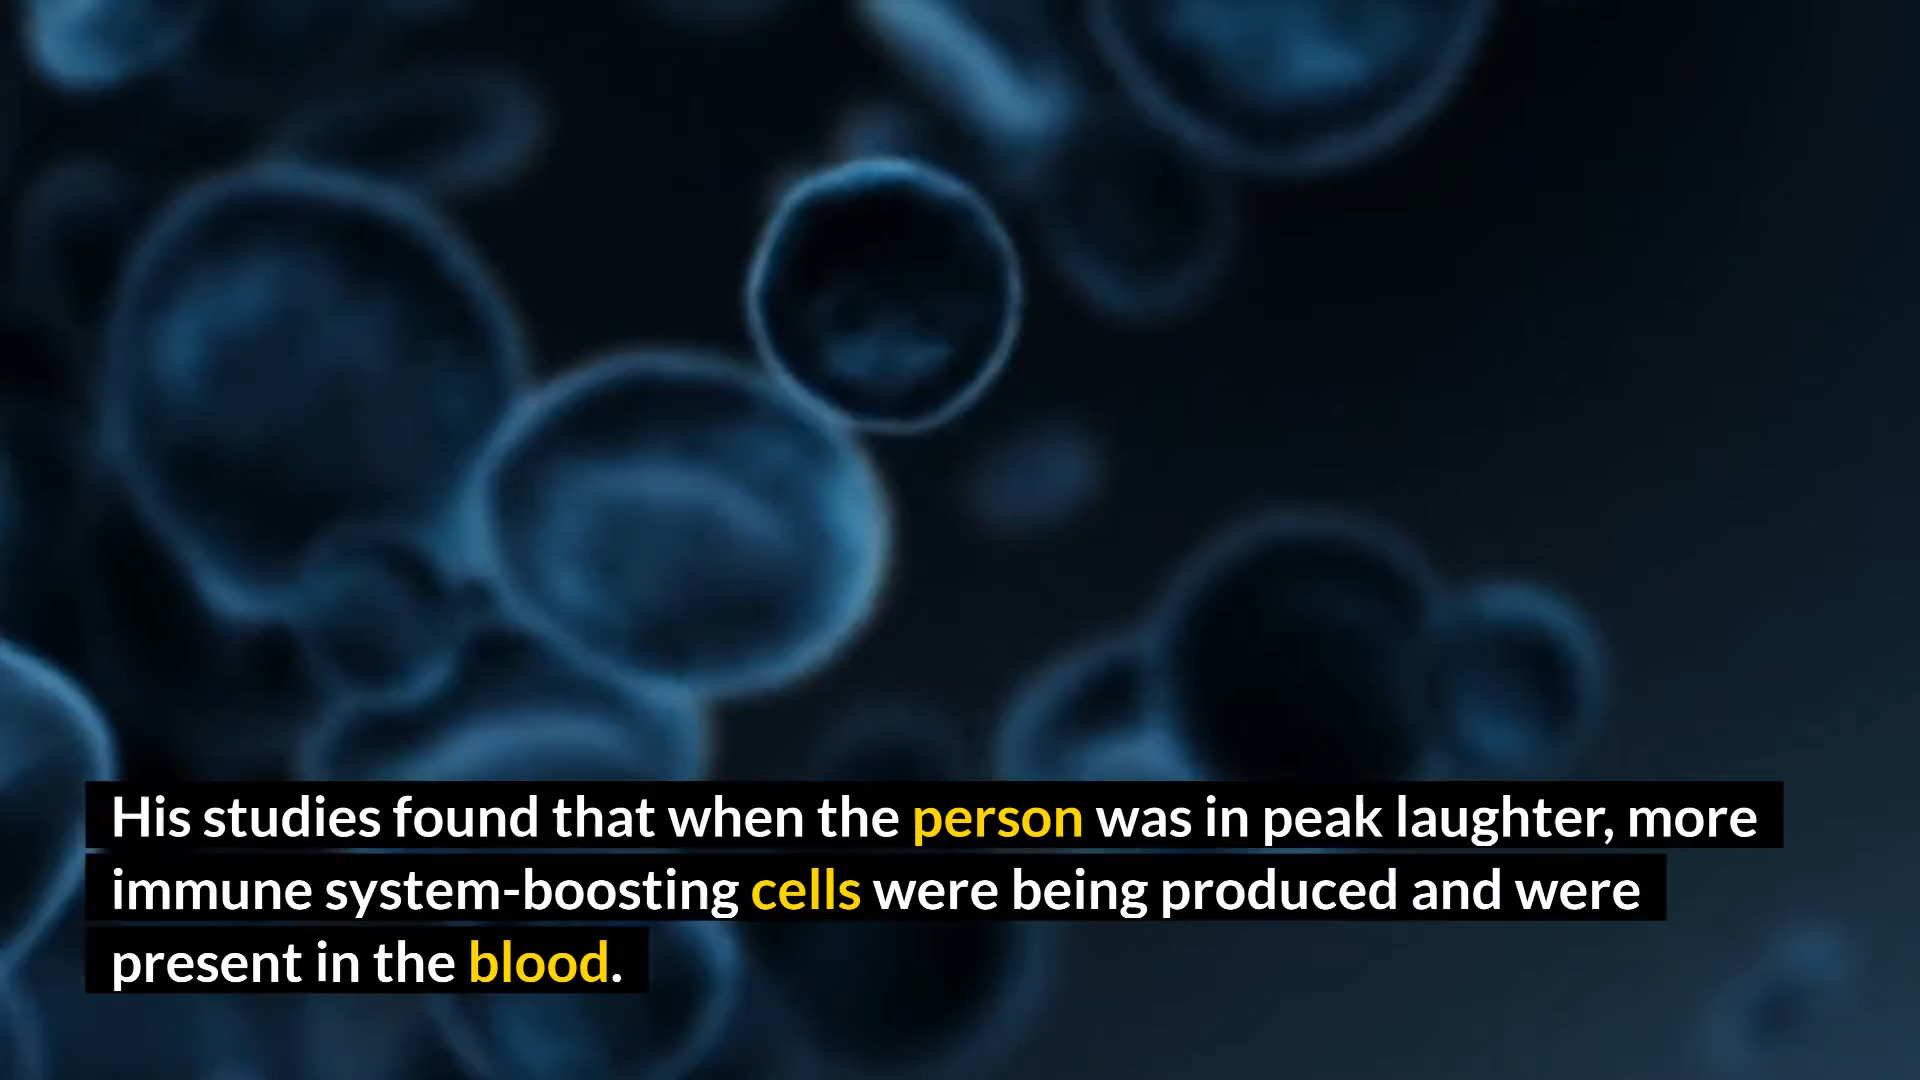 His studies found that when the person was in peak laughter, more
immune system-boosting cells were being produced and were
present in the blood.